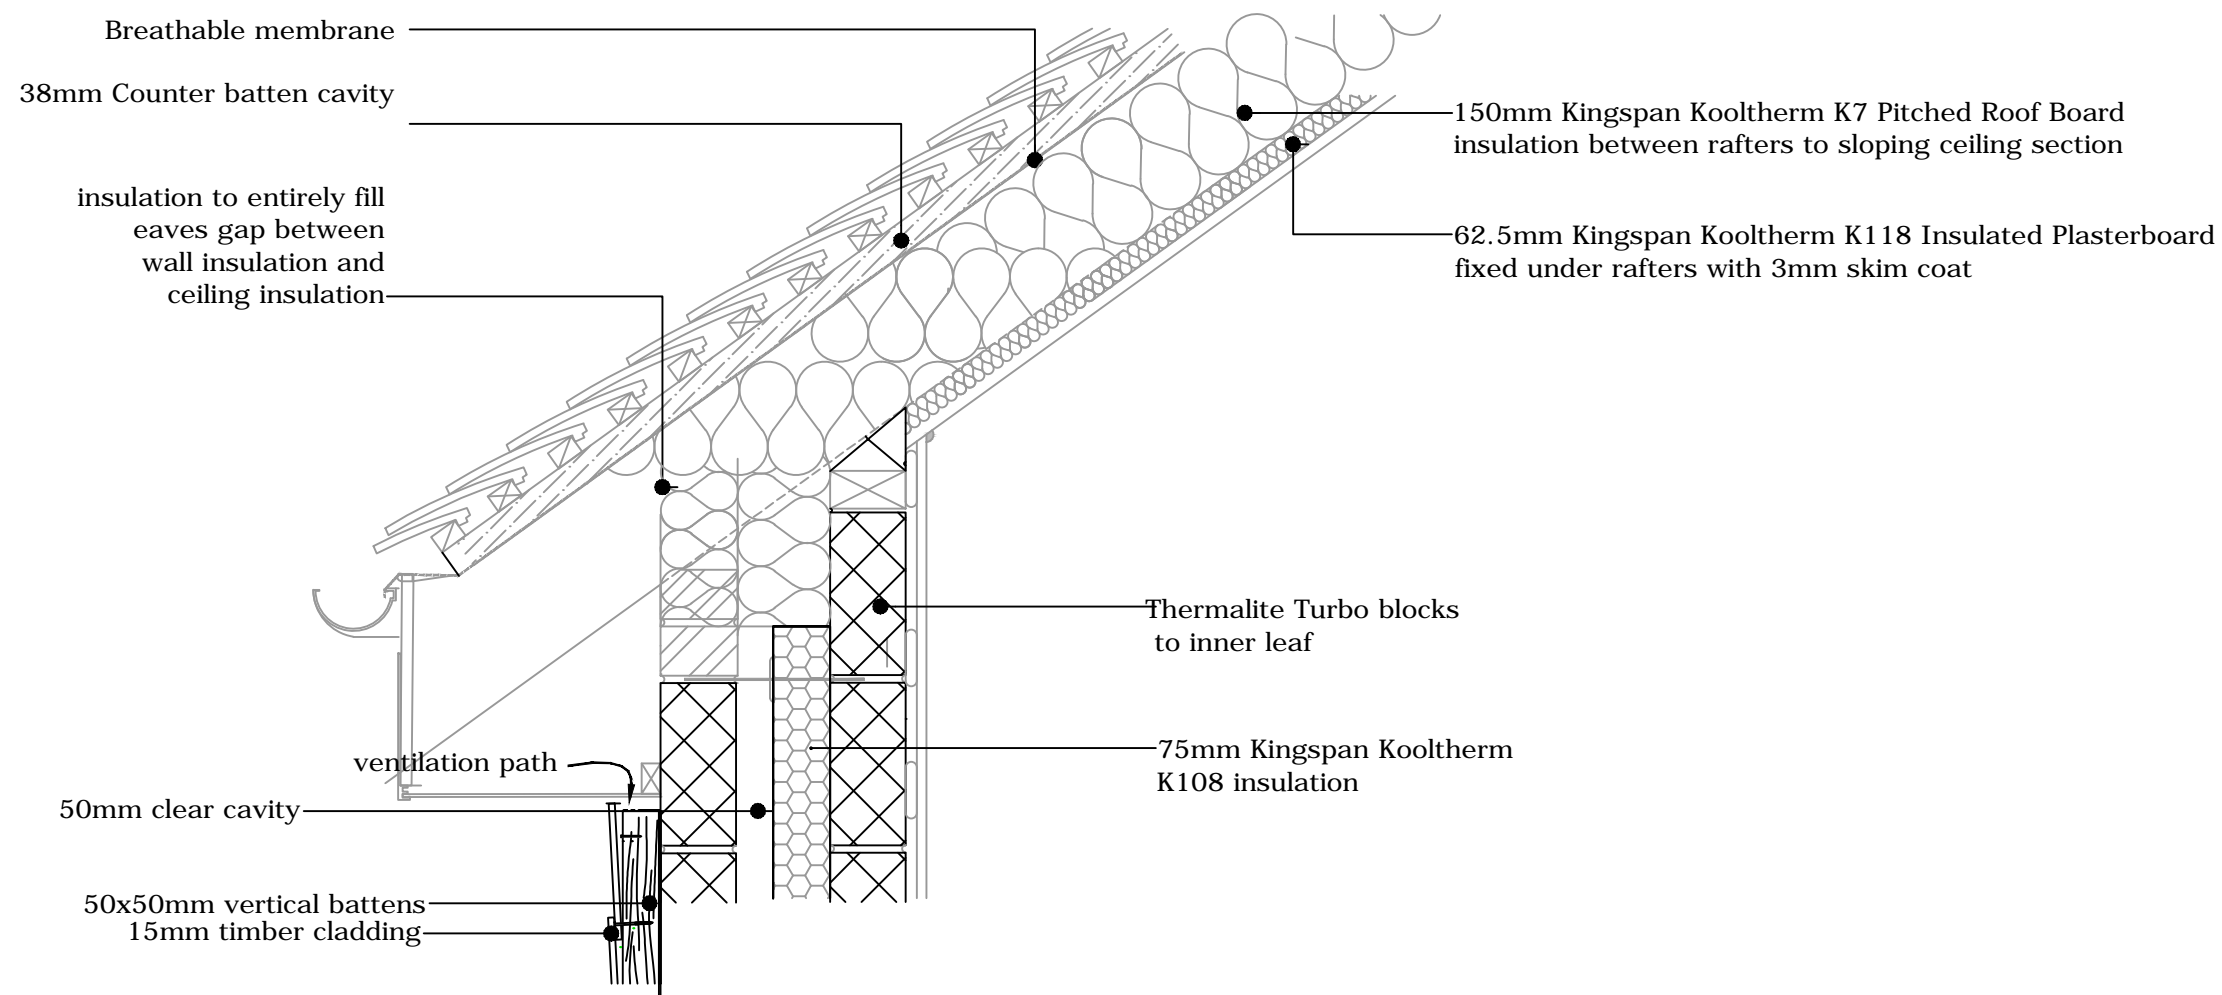 Breathable membrane
38mm Counter batten cavity
insulation to entirely fill
eaves gap between
wall insulation and
ceiling insulation
150mm Kingspan Kooltherm K7 Pitched Roof Board
insulation between rafters to sloping ceiling section
62.5mm Kingspan Kooltherm K118 Insulated Plasterboard
fixed under rafters with 3mm skim coat
Thermalite Turbo blocks
to inner leaf
75mm Kingspan Kooltherm
K108 insulation
ventilation path
50mm clear cavity
50x50mm vertical battens
15mm timber cladding